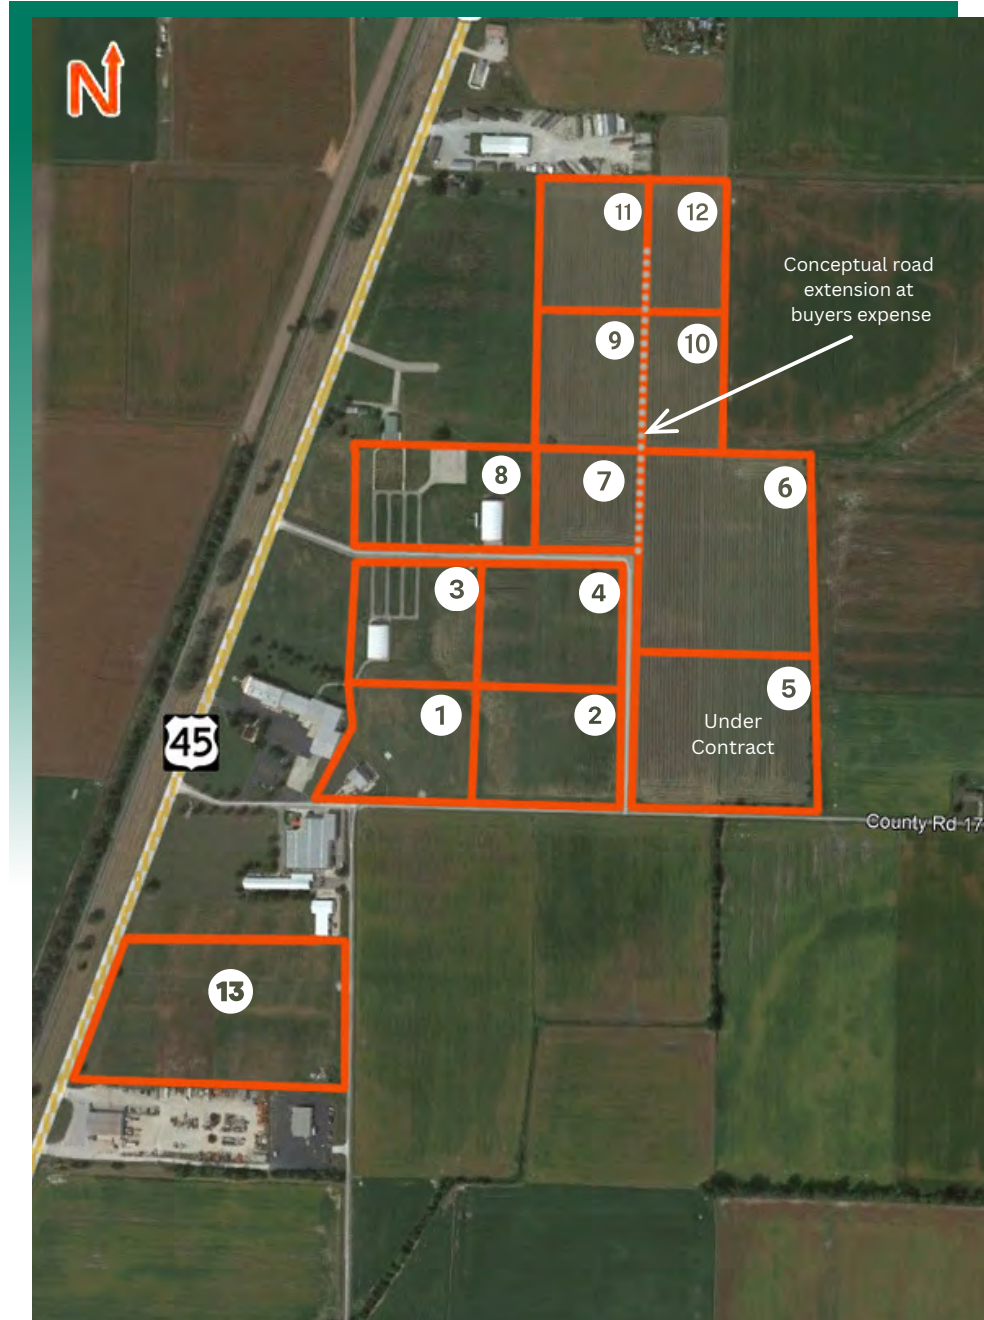 N
11
12
Conceptual road
extension at
buyers expense
9
10
8
7
6
3
4
5
1
2
Under
Contract
45
County Rd 17
13